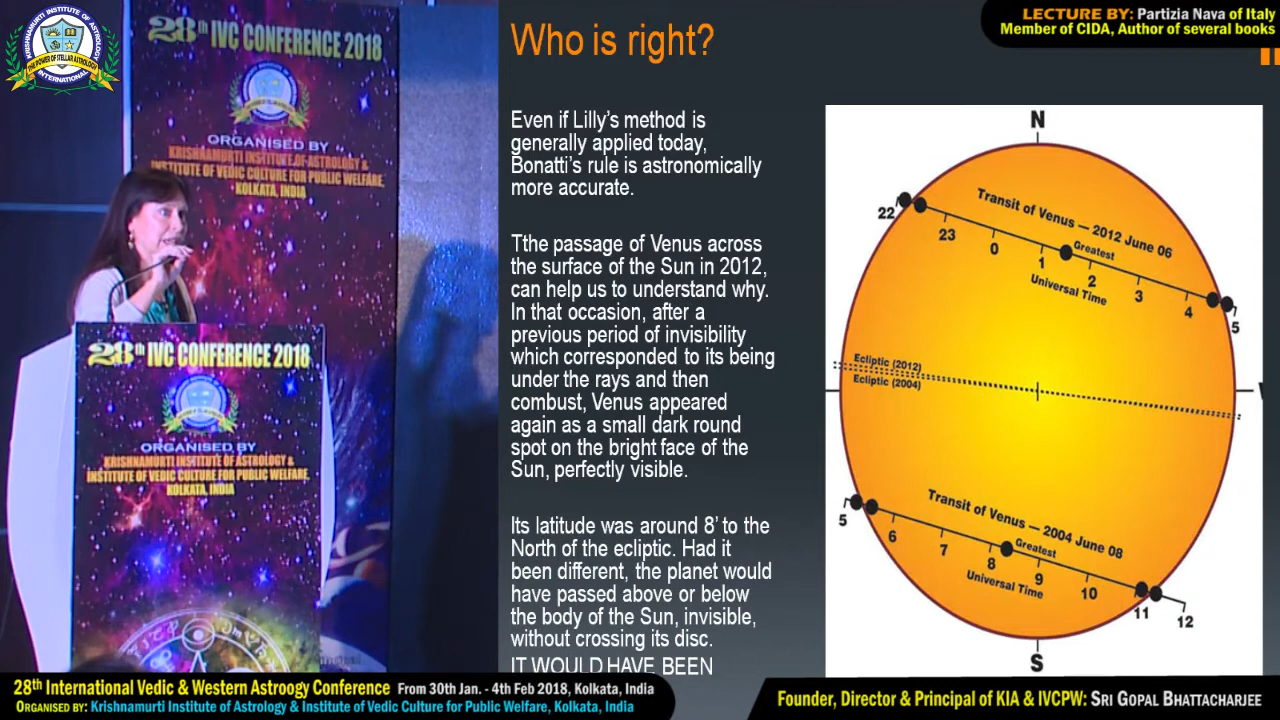 KRISHNAMURTI INSTITUTE OF ASTROLOGY
THE POWER OF STELLAR ASTROLOGY
INTERNATIONAL
28th IVC CONFERENCE 2018
ORGANISED BY
KRISHNAMURTI INSTITUTE OF ASTROLOGY &
INSTITUTE OF VEDIC CULTURE FOR PUBLIC WELFARE,
KOLKATA, INDIA
28th IVC CONFERENCE 2018
ORGANISED BY
KRISHNAMURTI INSTITUTE OF ASTROLOGY &
INSTITUTE OF VEDIC CULTURE FOR PUBLIC WELFARE,
KOLKATA, INDIA
Who is right?
LECTURE BY: Partizia Nava of Italy
Member of CIDA, Author of several books
Even if Lilly's method is
generally applied today,
Bonatti's rule is astronomically
more accurate.
Tthe passage of Venus across
the surface of the Sun in 2012,
can help us to understand why.
In that occasion, after a
previous period of invisibility
which corresponded to its being
under the rays and then
combust, Venus appeared
again as a small dark round
spot on the bright face of the
Sun, perfectly visible.
Its latitude was around 8' to the
North of the ecliptic. Had it
been different, the planet would
have passed above or below
the body of the Sun, invisible,
without crossing its disc.
IT WOULD HAVE BEEN
N
Transit of Venus — 2012 June 06
22
23
0
1
Greatest
2
3
4
5
Universal Time
Ecliptic (2012)
Ecliptic (2004)
Transit of Venus — 2004 June 08
5
6
7
8
Greatest
9
10
11
12
Universal Time
S
28th International Vedic & Western Astroogy Conference From 30th Jan. - 4th Feb 2018, Kolkata, India
ORGANISED BY: Krishnamurti Institute of Astrology & Institute of Vedic Culture for Public Welfare, Kolkata, India
Founder, Director & Principal of KIA & IVCPW: SRI GOPAL BHATTACHARJEE